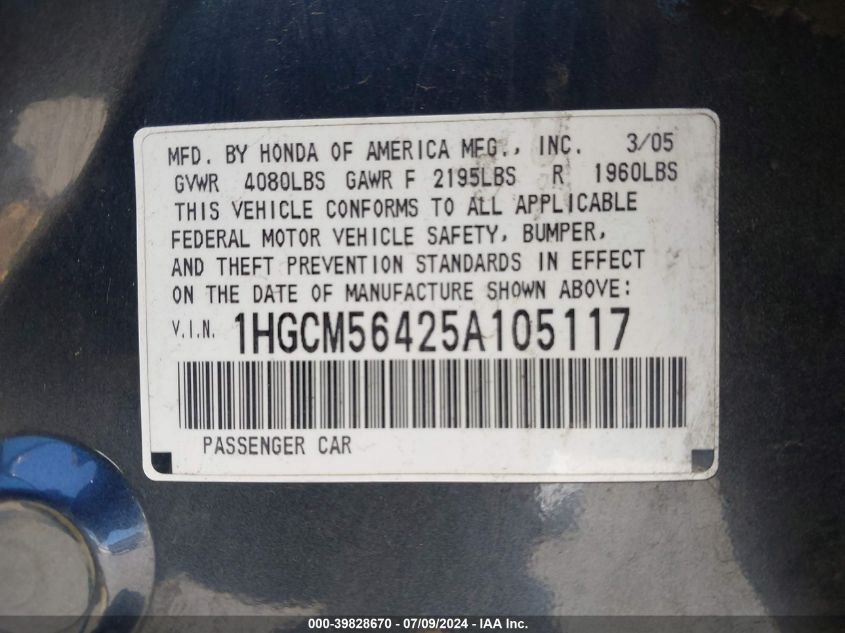 MFD. BY HONDA OF AMERICA MFG., INC. 3/05
GVWR 4080LBS GAWR F 2195LBS R 1960LBS
THIS VEHICLE CONFORMS TO ALL APPLICABLE
FEDERAL MOTOR VEHICLE SAFETY, BUMPER,
AND THEFT PREVENTION STANDARDS IN EFFECT
ON THE DATE OF MANUFACTURE SHOWN ABOVE:
V.I.N. 1HGCM56425A105117
PASSENGER CAR
000-39828670 - 07/09/2024 - IAA Inc.